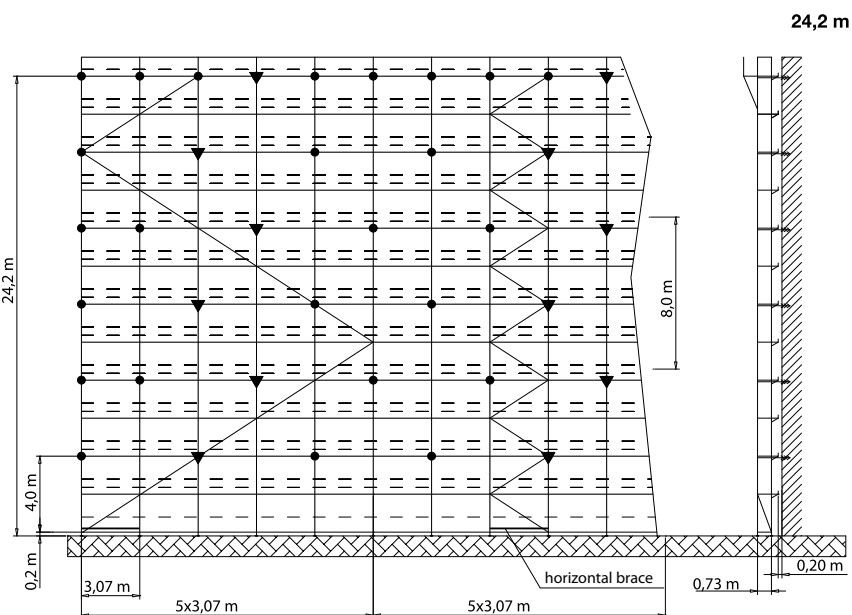 24,2 m
24,2 m
8,0 m
4,0 m
0,2 m
3,07 m
horizontal brace
0,20 m
0,73 m
5x3,07 m
5x3,07 m